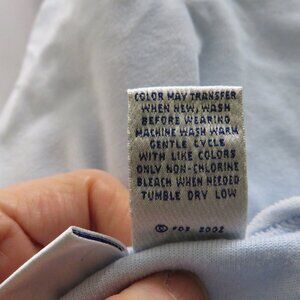 COLOR MAY TRANSFER
WHEN NEW, WASH
BEFORE WEARING
MACHINE WASH WARM
GENTLE CYCLE
WITH LIKE COLORS
ONLY NON-CHLORINE
BLEACH WHEN NEEDED
TUMBLE DRY LOW
2002